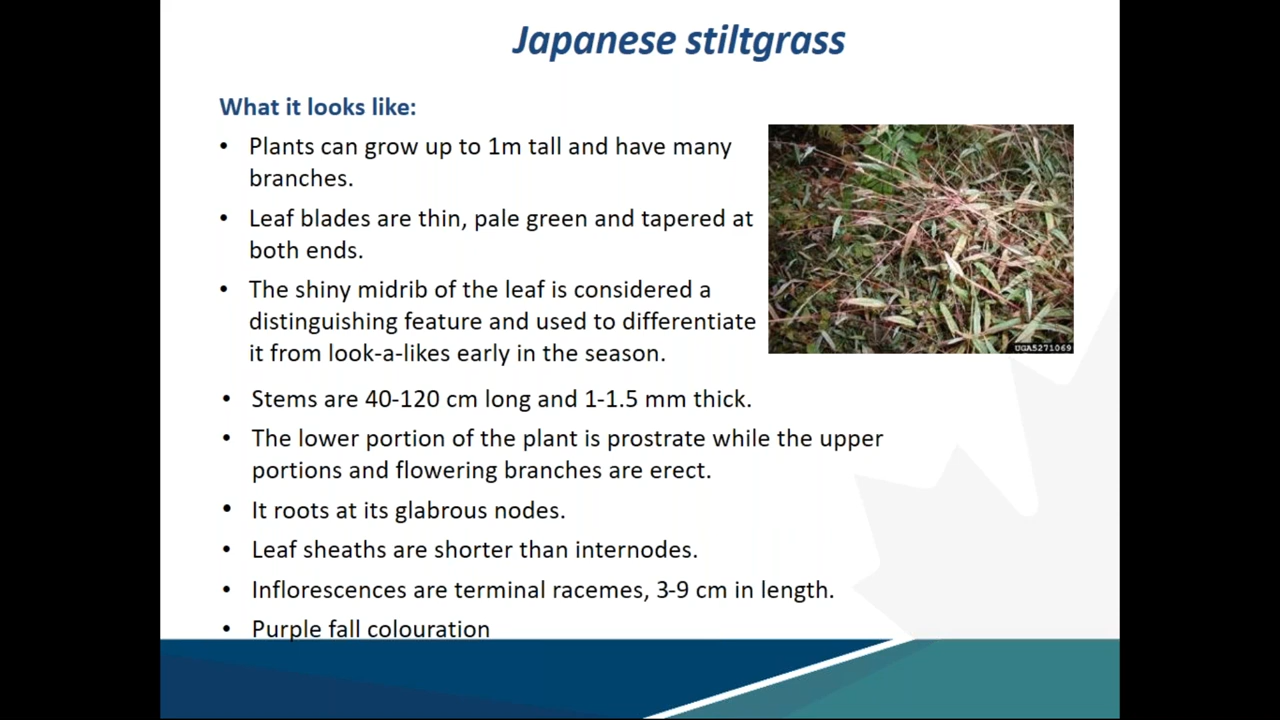 Japanese stiltgrass
What it looks like:
• Plants can grow up to 1m tall and have many
branches.
• Leaf blades are thin, pale green and tapered at
both ends.
• The shiny midrib of the leaf is considered a
distinguishing feature and used to differentiate
it from look-a-likes early in the season.
UGA5271069
• Stems are 40-120 cm long and 1-1.5 mm thick.
• The lower portion of the plant is prostrate while the upper
portions and flowering branches are erect.
• It roots at its glabrous nodes.
• Leaf sheaths are shorter than internodes.
• Inflorescences are terminal racemes, 3-9 cm in length.
• Purple fall colouration